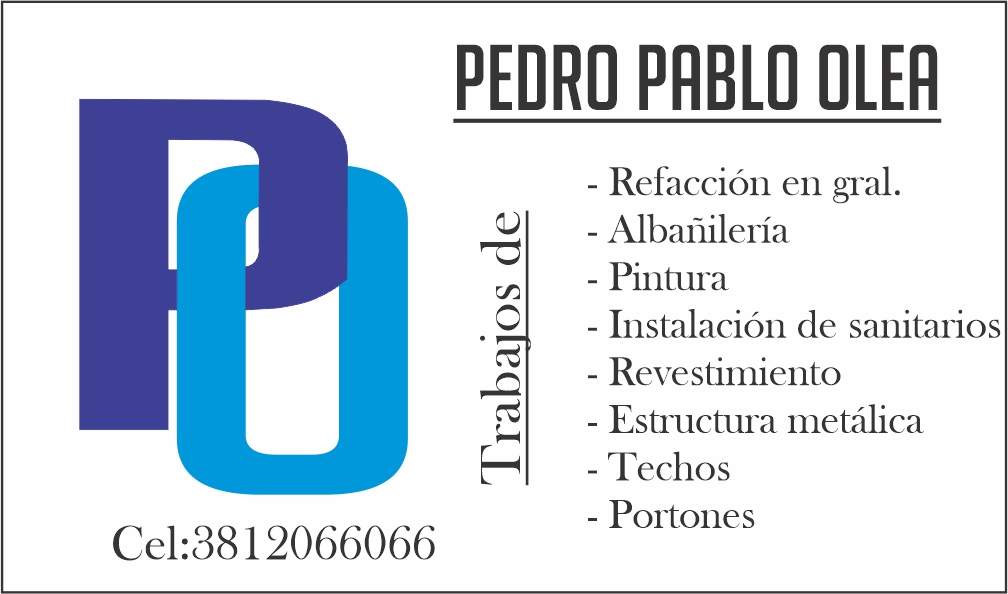 PEDRO PABLO OLEA
PO
Trabajos de
- Refacción en gral.
- Albañilería
- Pintura
- Instalación de sanitarios
- Revestimiento
- Estructura metálica
- Techos
- Portones
Cel:3812066066